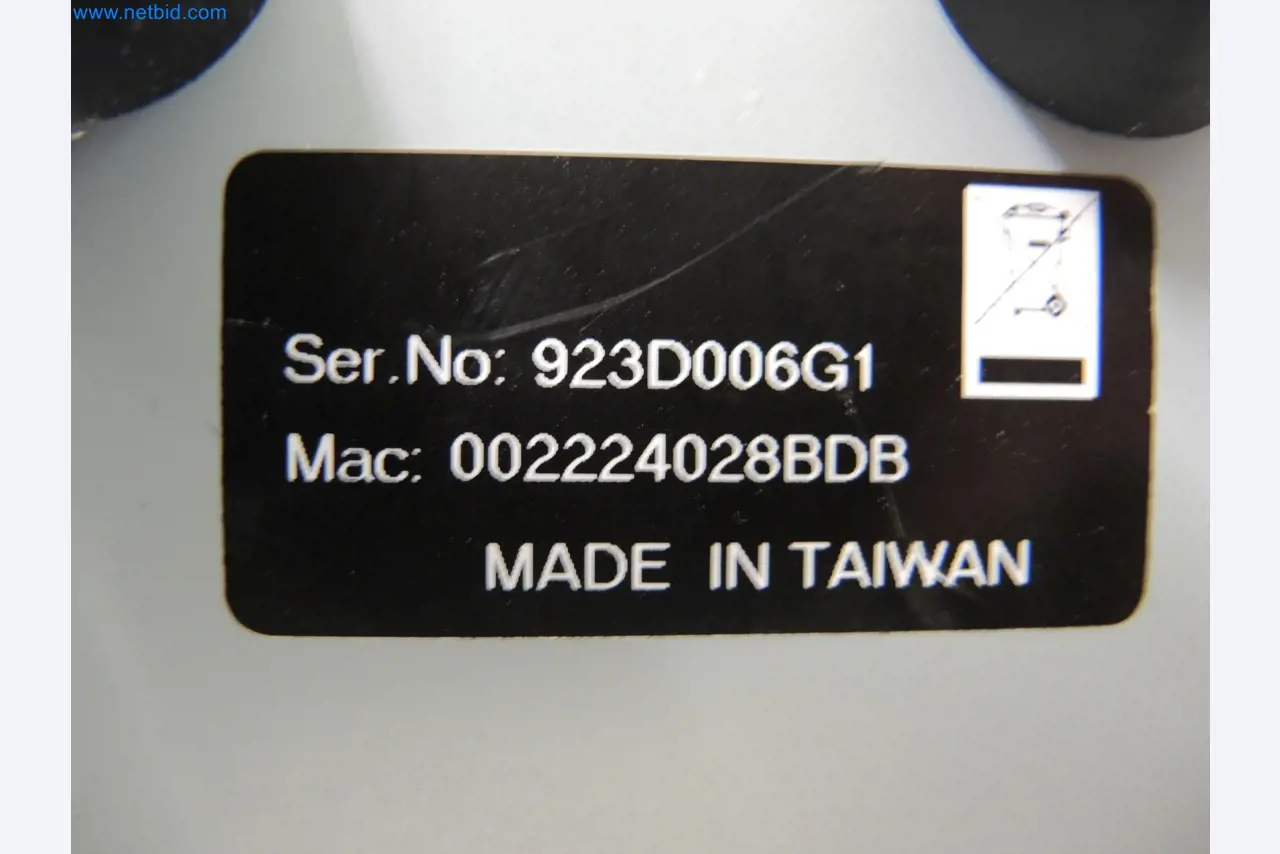 www.netbid.com
Ser.No: 923D006G1
Mac: 002224028BDB
MADE IN TAIWAN